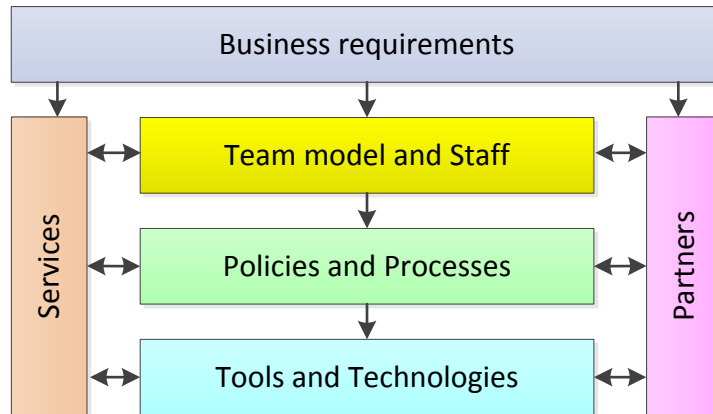 Business requirements
Services
Team model and Staff
Policies and Processes
Tools and Technologies
Partners